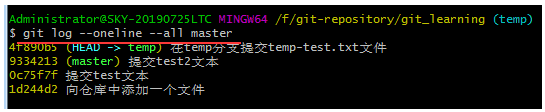 Administrator@SKY-20190725LTC MINGW64 /f/git-repository/git_learning (temp)
$ git log --oneline --all master
4f890b5 (HEAD -> temp) 在temp分支提交temp-test.txt文件
9334213 (master) 提交test2文本
0c75f7f 提交test文本
1d244d2 向仓库中添加一个文件